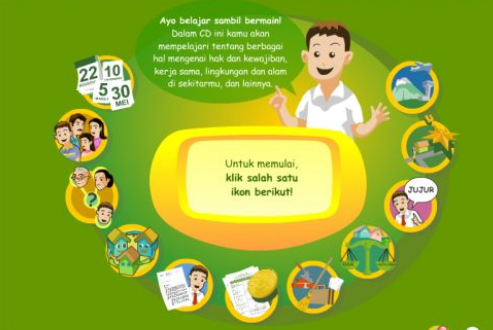 Ayo belajar sambil bermain!
Dalam CD ini kamu akan
mempelajari tentang berbagai
hal mengenai hak dan kewajiban,
kerja sama, lingkungan dan alam
di sekitarmu, dan lainnya.
22
10
5
30
MEI
?
Untuk memulai,
klik salah satu
ikon berikut!
JUJUR